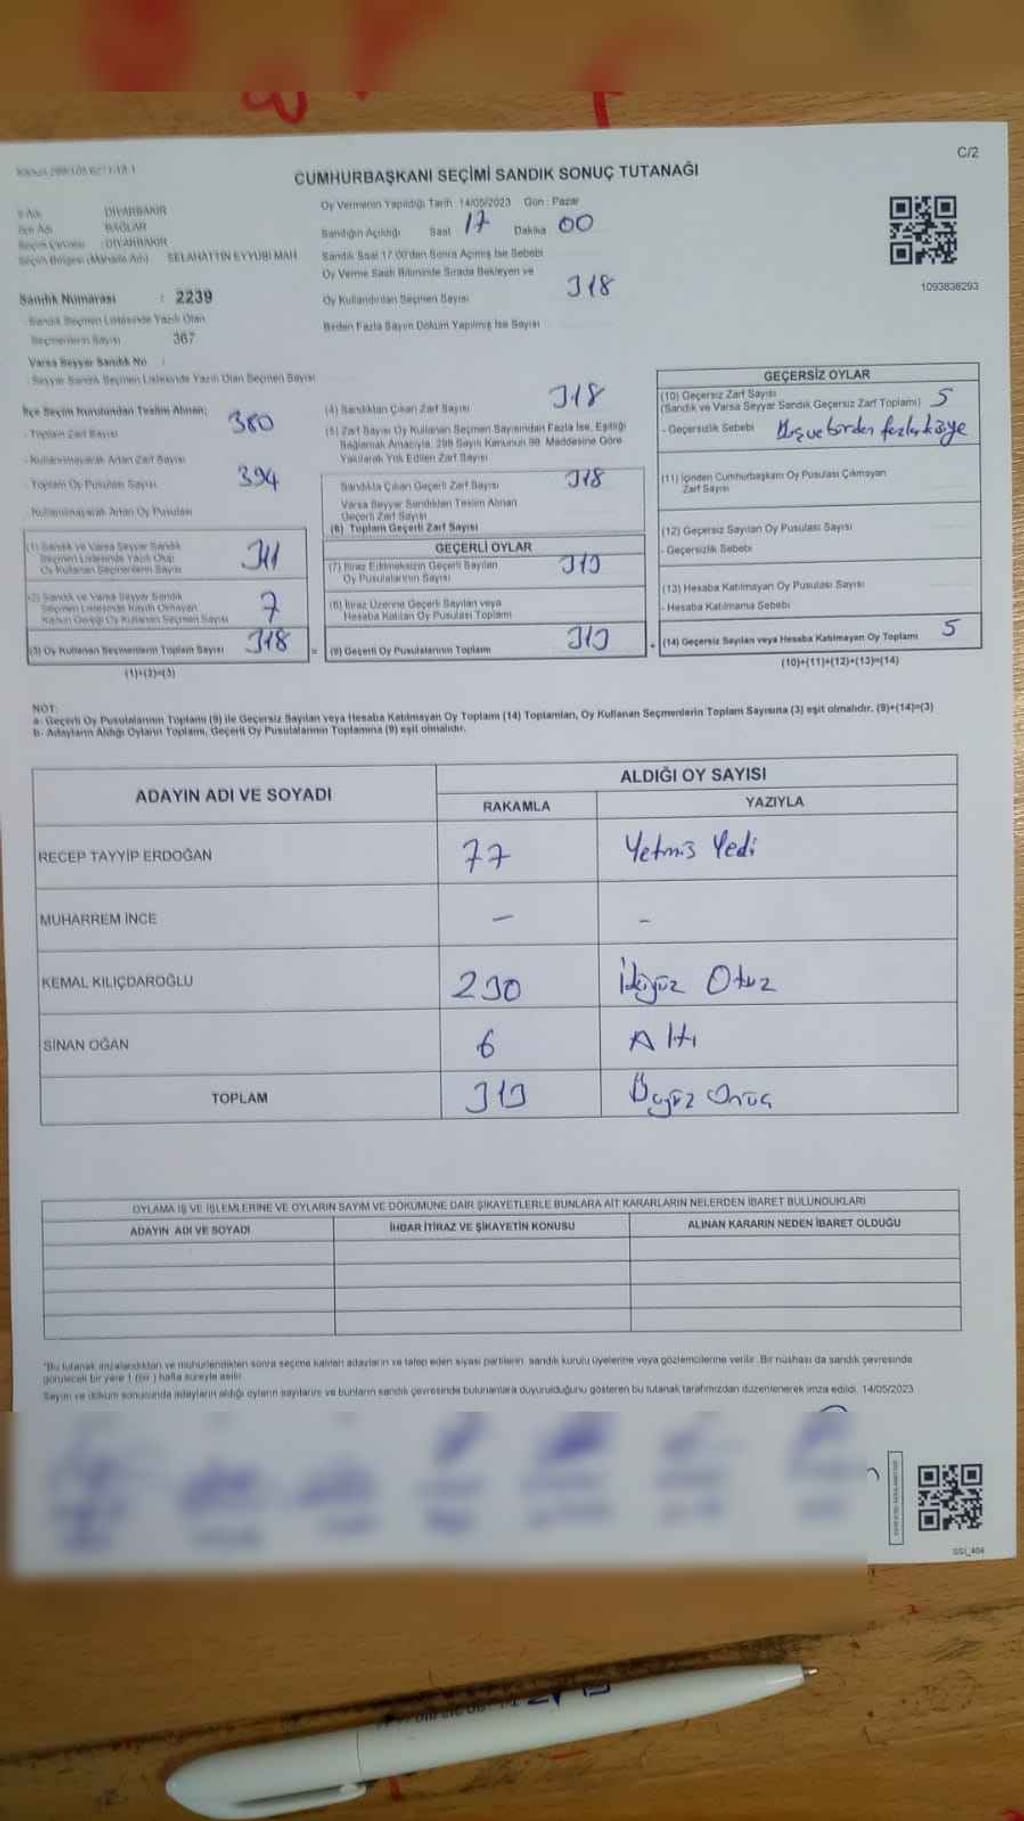 C/2
CUMHURBAŞKANI SEÇİMİ SANDIK SONUÇ TUTANAĞI
İl Adı DİYARBAKIR
İlçe Adı BAĞLAR
Seçim Çevresi : DİYARBAKIR
Seçim Bölgesi (Mahalle Adı) SELAHATTİN EYYUBİ MAH
Sandık Numarası : 2239
Sandık Seçmen Listesinde Yazılı Olan
Seçmenlerin Sayısı 367
Varsa Seyyar Sandık No :
Seyyar Sandık Seçmen Listesinde Yazılı Olan Seçmen Sayısı
Oy Vermenin Yapıldığı Tarih : 14/05/2023 Gün : Pazar
Sandığın Açıldığı Saat 17 Dakika 00
Sandık Saat 17.00'den Sonra Açılmış İse Sebebi
Oy Verme Saati Bitiminde Sırada Bekleyen ve
Oy Kullandırılan Seçmen Sayısı 318
Birden Fazla Sayım Döküm Yapılmış İse Sayısı
1093838293
İlçe Seçim Kurulundan Teslim Alınan;
- Toplam Zarf Sayısı 380
- Kullanılmayarak Artan Zarf Sayısı
- Toplam Oy Pusulası Sayısı 394
- Kullanılmayarak Artan Oy Pusulası
(1) Sandık ve Varsa Seyyar Sandık
Seçmen Listesinde Yazılı Olup
Oy Kullanan Seçmenlerin Sayısı 311
(2) Sandık ve Varsa Seyyar Sandık
Seçmen Listesinde Kayıtlı Olmayan
Kanun Gereği Oy Kullanan Seçmen Sayısı 7
(3) Oy Kullanan Seçmenlerin Toplam Sayısı 318
(1)+(2)=(3)
(4) Sandıktan Çıkan Zarf Sayısı 318
(5) Zarf Sayısı Oy Kullanan Seçmen Sayısından Fazla İse, Eşitliği
Sağlamak Amacıyla, 298 Sayılı Kanunun 98. Maddesine Göre
Yakılarak Yok Edilen Zarf Sayısı
Sandıkta Çıkan Geçerli Zarf Sayısı 318
Varsa Seyyar Sandıktan Teslim Alınan
Geçerli Zarf Sayısı
(6) Toplam Geçerli Zarf Sayısı
GEÇERLİ OYLAR
(7) İtiraz Edilmeksizin Geçerli Sayılan
Oy Pusulalarının Sayısı 313
(8) İtiraz Üzerine Geçerli Sayılan veya
Hesaba Katılan Oy Pusulası Toplamı
= (9) Geçerli Oy Pusulalarının Toplamı 313
GEÇERSİZ OYLAR
(10) Geçersiz Zarf Sayısı
(Sandık ve Varsa Seyyar Sandık Geçersiz Zarf Toplamı) 5
- Geçersizlik Sebebi
(11) İçinden Cumhurbaşkanı Oy Pusulası Çıkmayan
Zarf Sayısı
(12) Geçersiz Sayılan Oy Pusulası Sayısı
- Geçersizlik Sebebi
(13) Hesaba Katılmayan Oy Pusulası Sayısı
- Hesaba Katılmama Sebebi
+ (14) Geçersiz Sayılan veya Hesaba Katılmayan Oy Toplamı 5
(10)+(11)+(12)+(13)=(14)
NOT:
a- Geçerli Oy Pusulalarının Toplamı (9) ile Geçersiz Sayılan veya Hesaba Katılmayan Oy Toplamı (14) Toplamları, Oy Kullanan Seçmenlerin Toplam Sayısına (3) eşit olmalıdır. (9)+(14)=(3)
b- Adayların Aldığı Oyların Toplamı, Geçerli Oy Pusulalarının Toplamına (9) eşit olmalıdır.
ADAYIN ADI VE SOYADI
ALDIĞI OY SAYISI
RAKAMLA YAZIYLA
RECEP TAYYİP ERDOĞAN 77 Yetmiş Yedi
MUHARREM İNCE - -
KEMAL KILIÇDAROĞLU 230 İkiyüz Otuz
SİNAN OĞAN 6 Altı
TOPLAM 313 Üçyüz Onüç
OYLAMA İŞ VE İŞLEMLERİNE VE OYLARIN SAYIM VE DÖKÜMÜNE DAİR ŞİKAYETLERLE BUNLARA AİT KARARLARIN NELERDEN İBARET BULUNDUKLARI
ADAYIN ADI VE SOYADI İHBAR İTİRAZ VE ŞİKAYETİN KONUSU ALINAN KARARIN NEDEN İBARET OLDUĞU
"Bu tutanak imzalandıktan ve mühürlendikten sonra seçime katılan adayların ve talep eden siyasi partilerin sandık kurulu üyelerine veya gözlemcilerine verilir. Bir nüshası da sandık çevresinde
görülecek bir yere 1 (bir) hafta süreyle asılır.
Sayım ve döküm sonucunda adayların aldığı oyların sayılarını ve bunların sandık çevresinde bulunanlara duyurulduğunu gösteren bu tutanak tarafımızdan düzenlenerek imza edildi. 14/05/2023